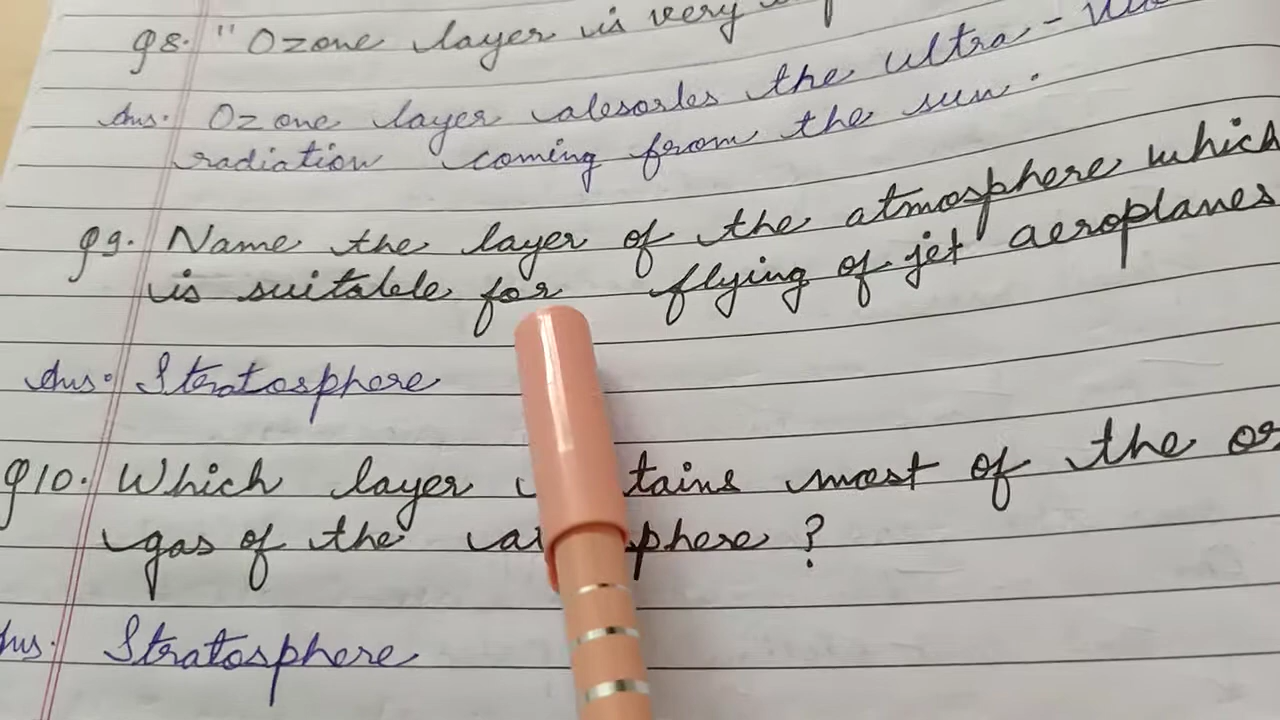 Q8. "Ozone layer is very
Ans. Ozone layer absorbs the ultra-
radiation coming from the sun.
Q9. Name the layer of the atmosphere which
is suitable for flying of jet aeroplanes
Ans. Stratosphere
Q10. Which layer most of the
gas of the ?
Ans. Stratosphere